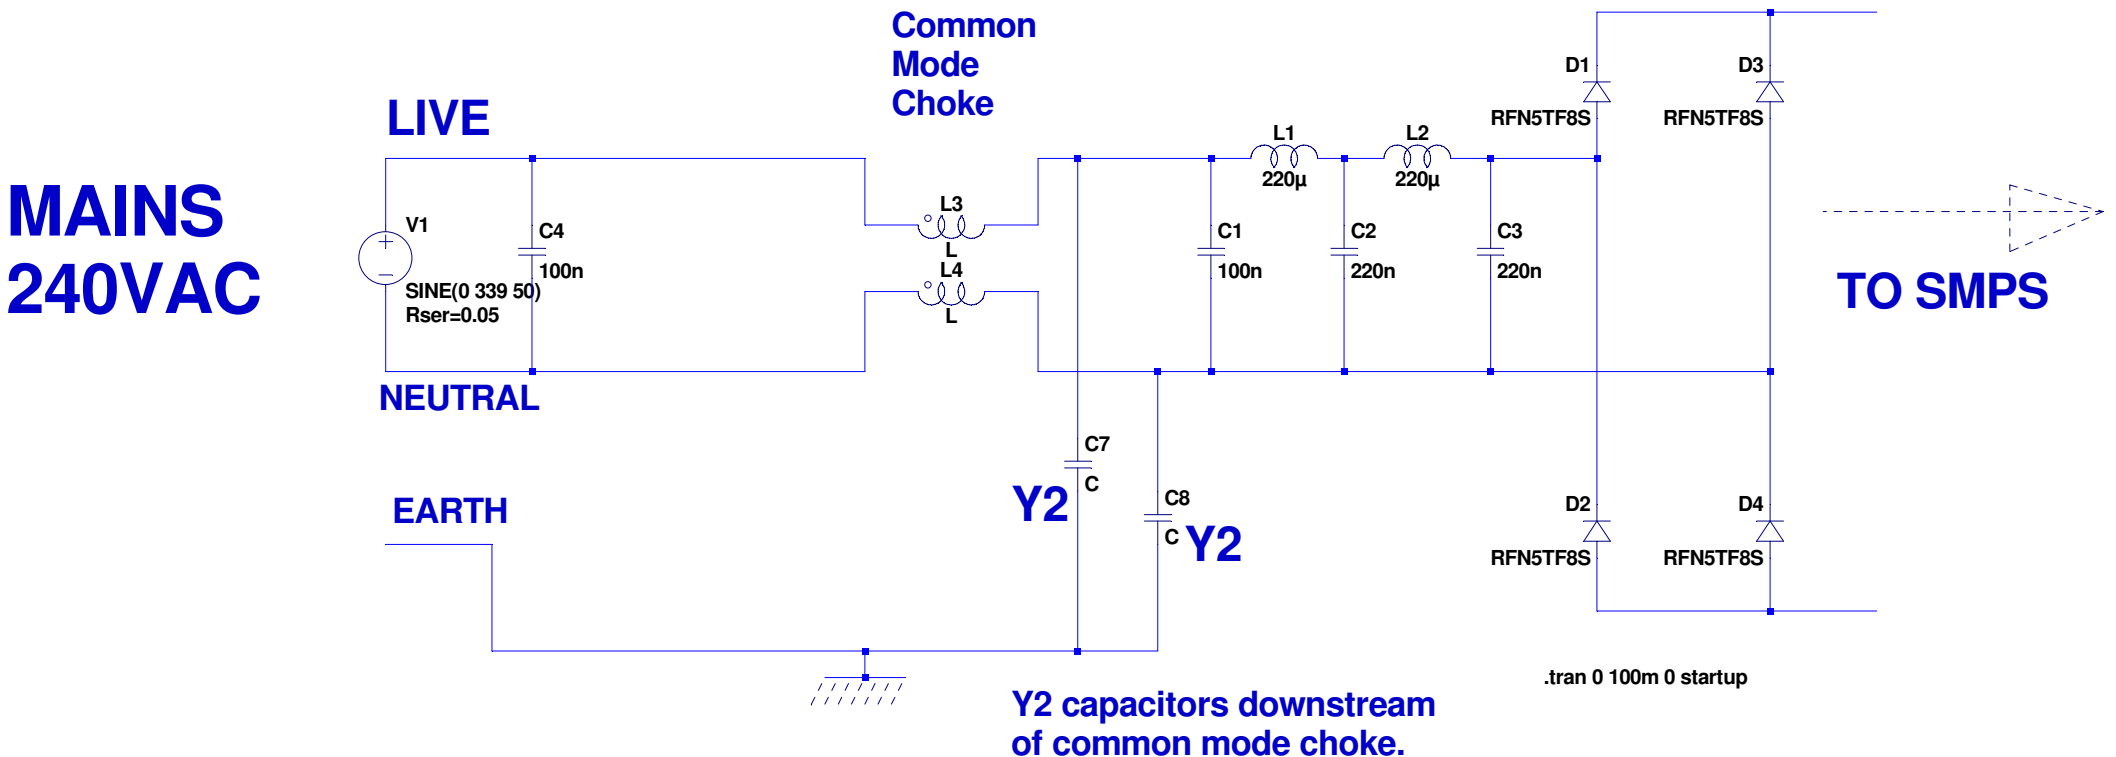 Common
Mode
Choke
LIVE
MAINS
240VAC
V1
SINE(0 339 50)
Rser=0.05
C4
100n
NEUTRAL
EARTH
L3
L
L4
L
L1
220µ
L2
220µ
C1
100n
C2
220n
C3
220n
D1
RFN5TF8S
D3
RFN5TF8S
TO SMPS
C7
C
Y2
C8
C
Y2
D2
RFN5TF8S
D4
RFN5TF8S
.tran 0 100m 0 startup
Y2 capacitors downstream
of common mode choke.